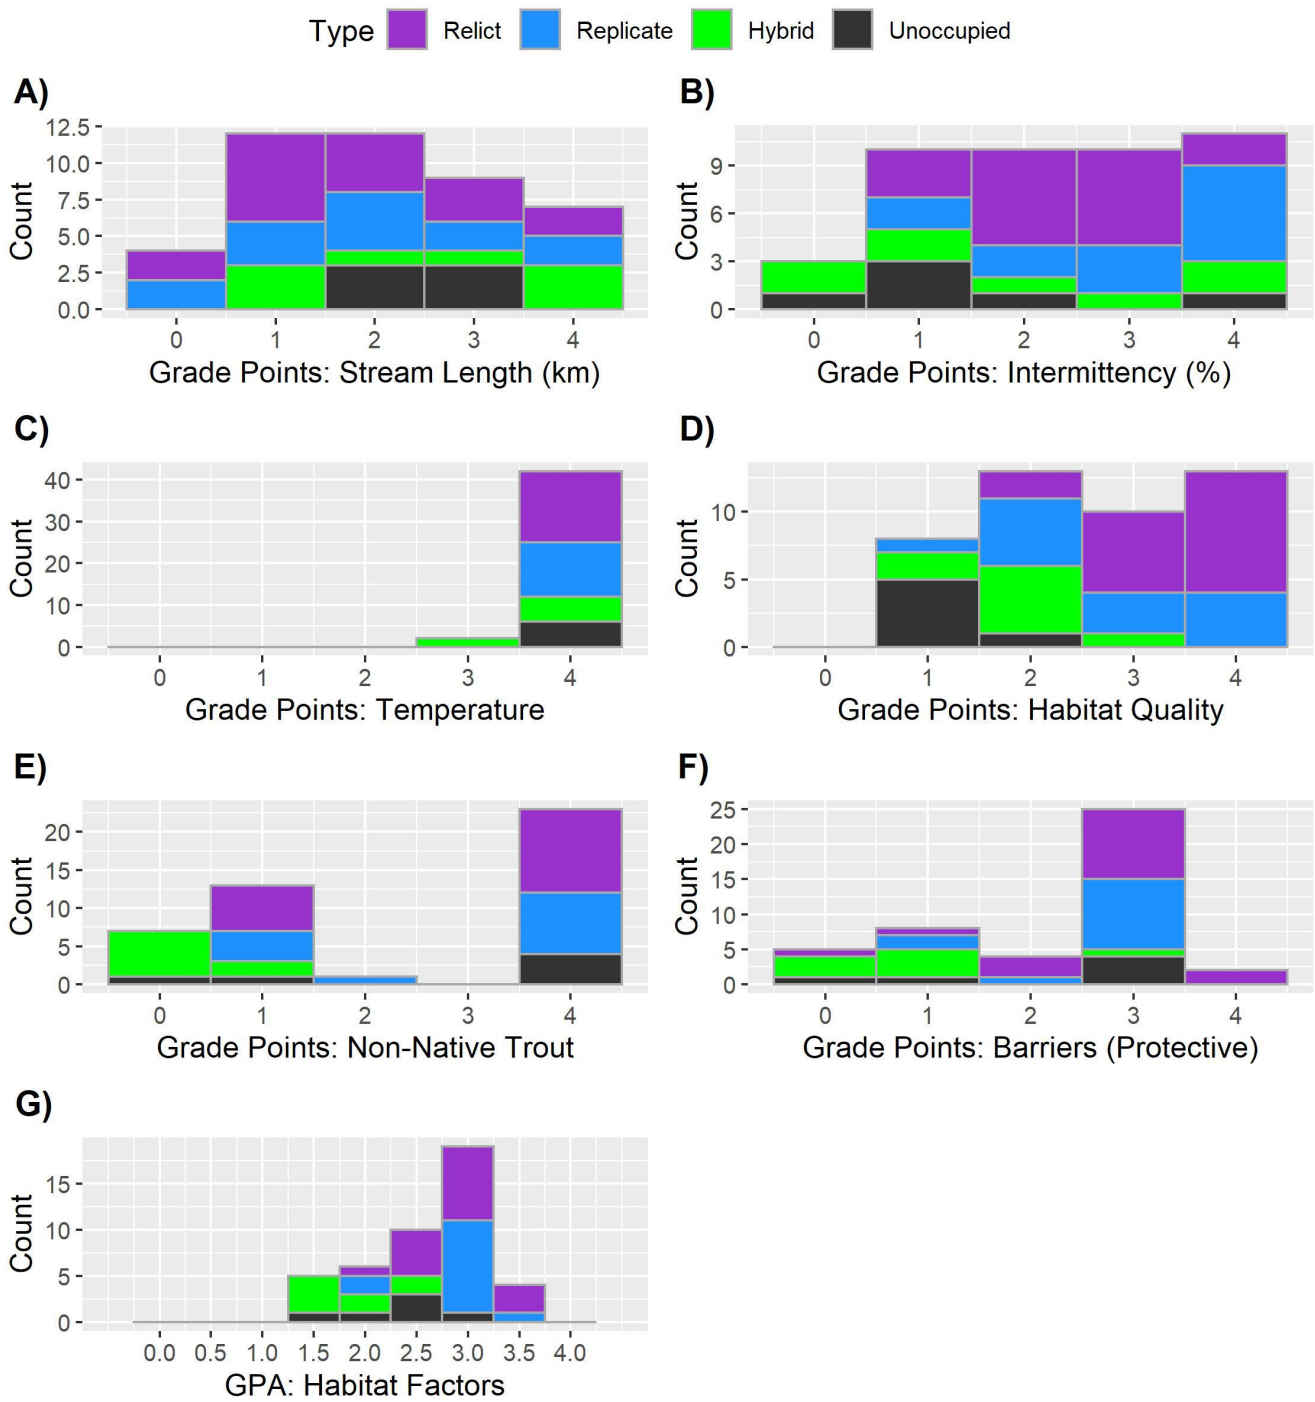 Type Relict Replicate Hybrid Unoccupied
A)
12.5
10.0
7.5
5.0
2.5
0.0
Count
0 1 2 3 4
Grade Points: Stream Length (km)
B)
9
6
3
0
Count
0 1 2 3 4
Grade Points: Intermittency (%)
C)
40
30
20
10
0
Count
0 1 2 3 4
Grade Points: Temperature
D)
10
5
0
Count
0 1 2 3 4
Grade Points: Habitat Quality
E)
20
15
10
5
0
Count
0 1 2 3 4
Grade Points: Non-Native Trout
F)
25
20
15
10
5
0
Count
0 1 2 3 4
Grade Points: Barriers (Protective)
G)
15
10
5
0
Count
0.0 0.5 1.0 1.5 2.0 2.5 3.0 3.5 4.0
GPA: Habitat Factors